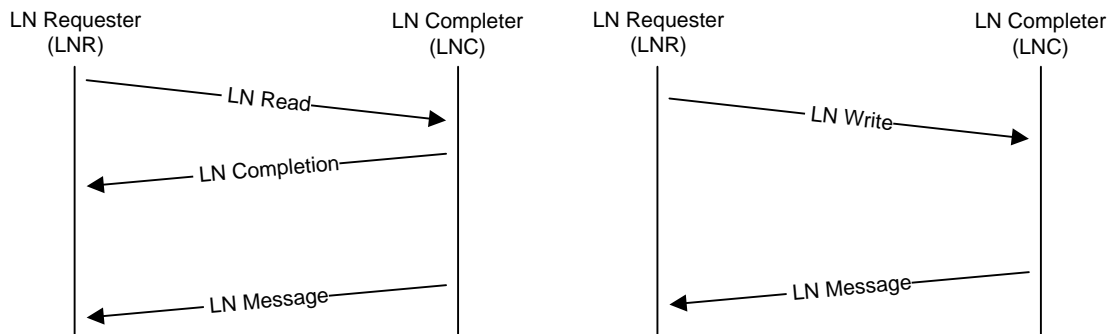 LN Requester
(LNR)
LN Completer
(LNC)
LN Read
LN Completion
LN Message
LN Requester
(LNR)
LN Completer
(LNC)
LN Write
LN Message